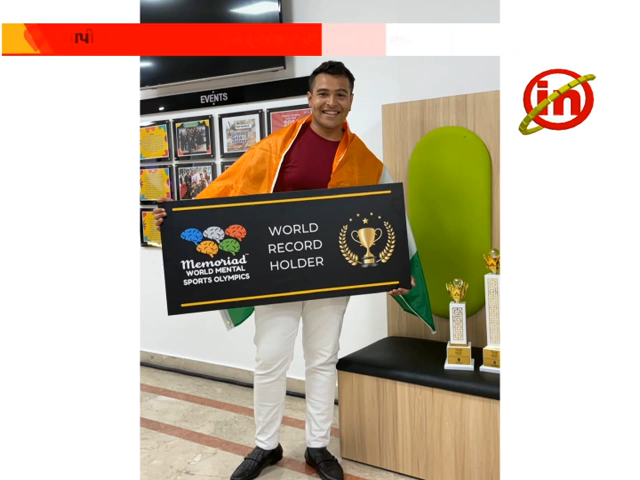 in
EVENTS
WORLD
RECORD
HOLDER
Memoriad
WORLD MENTAL
SPORTS OLYMPICS